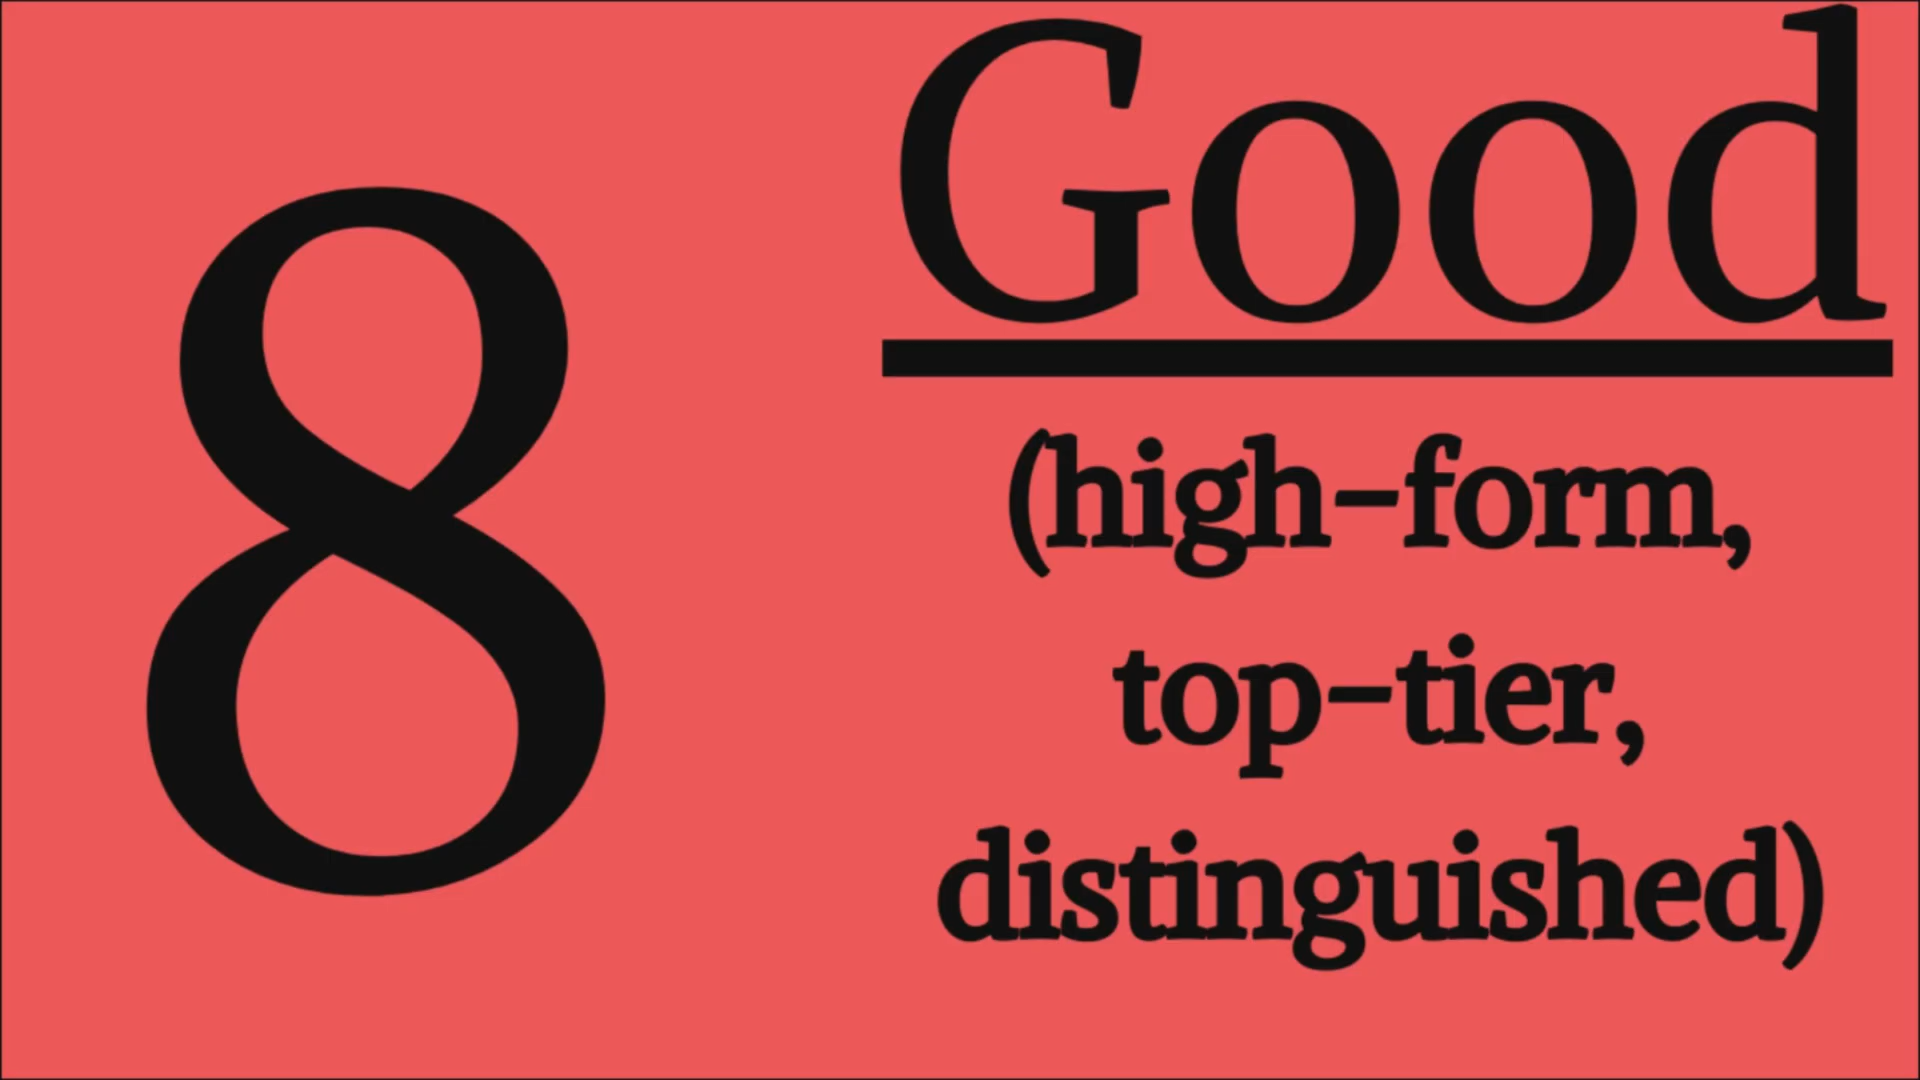 8
Good
(high-form,
top-tier,
distinguished)